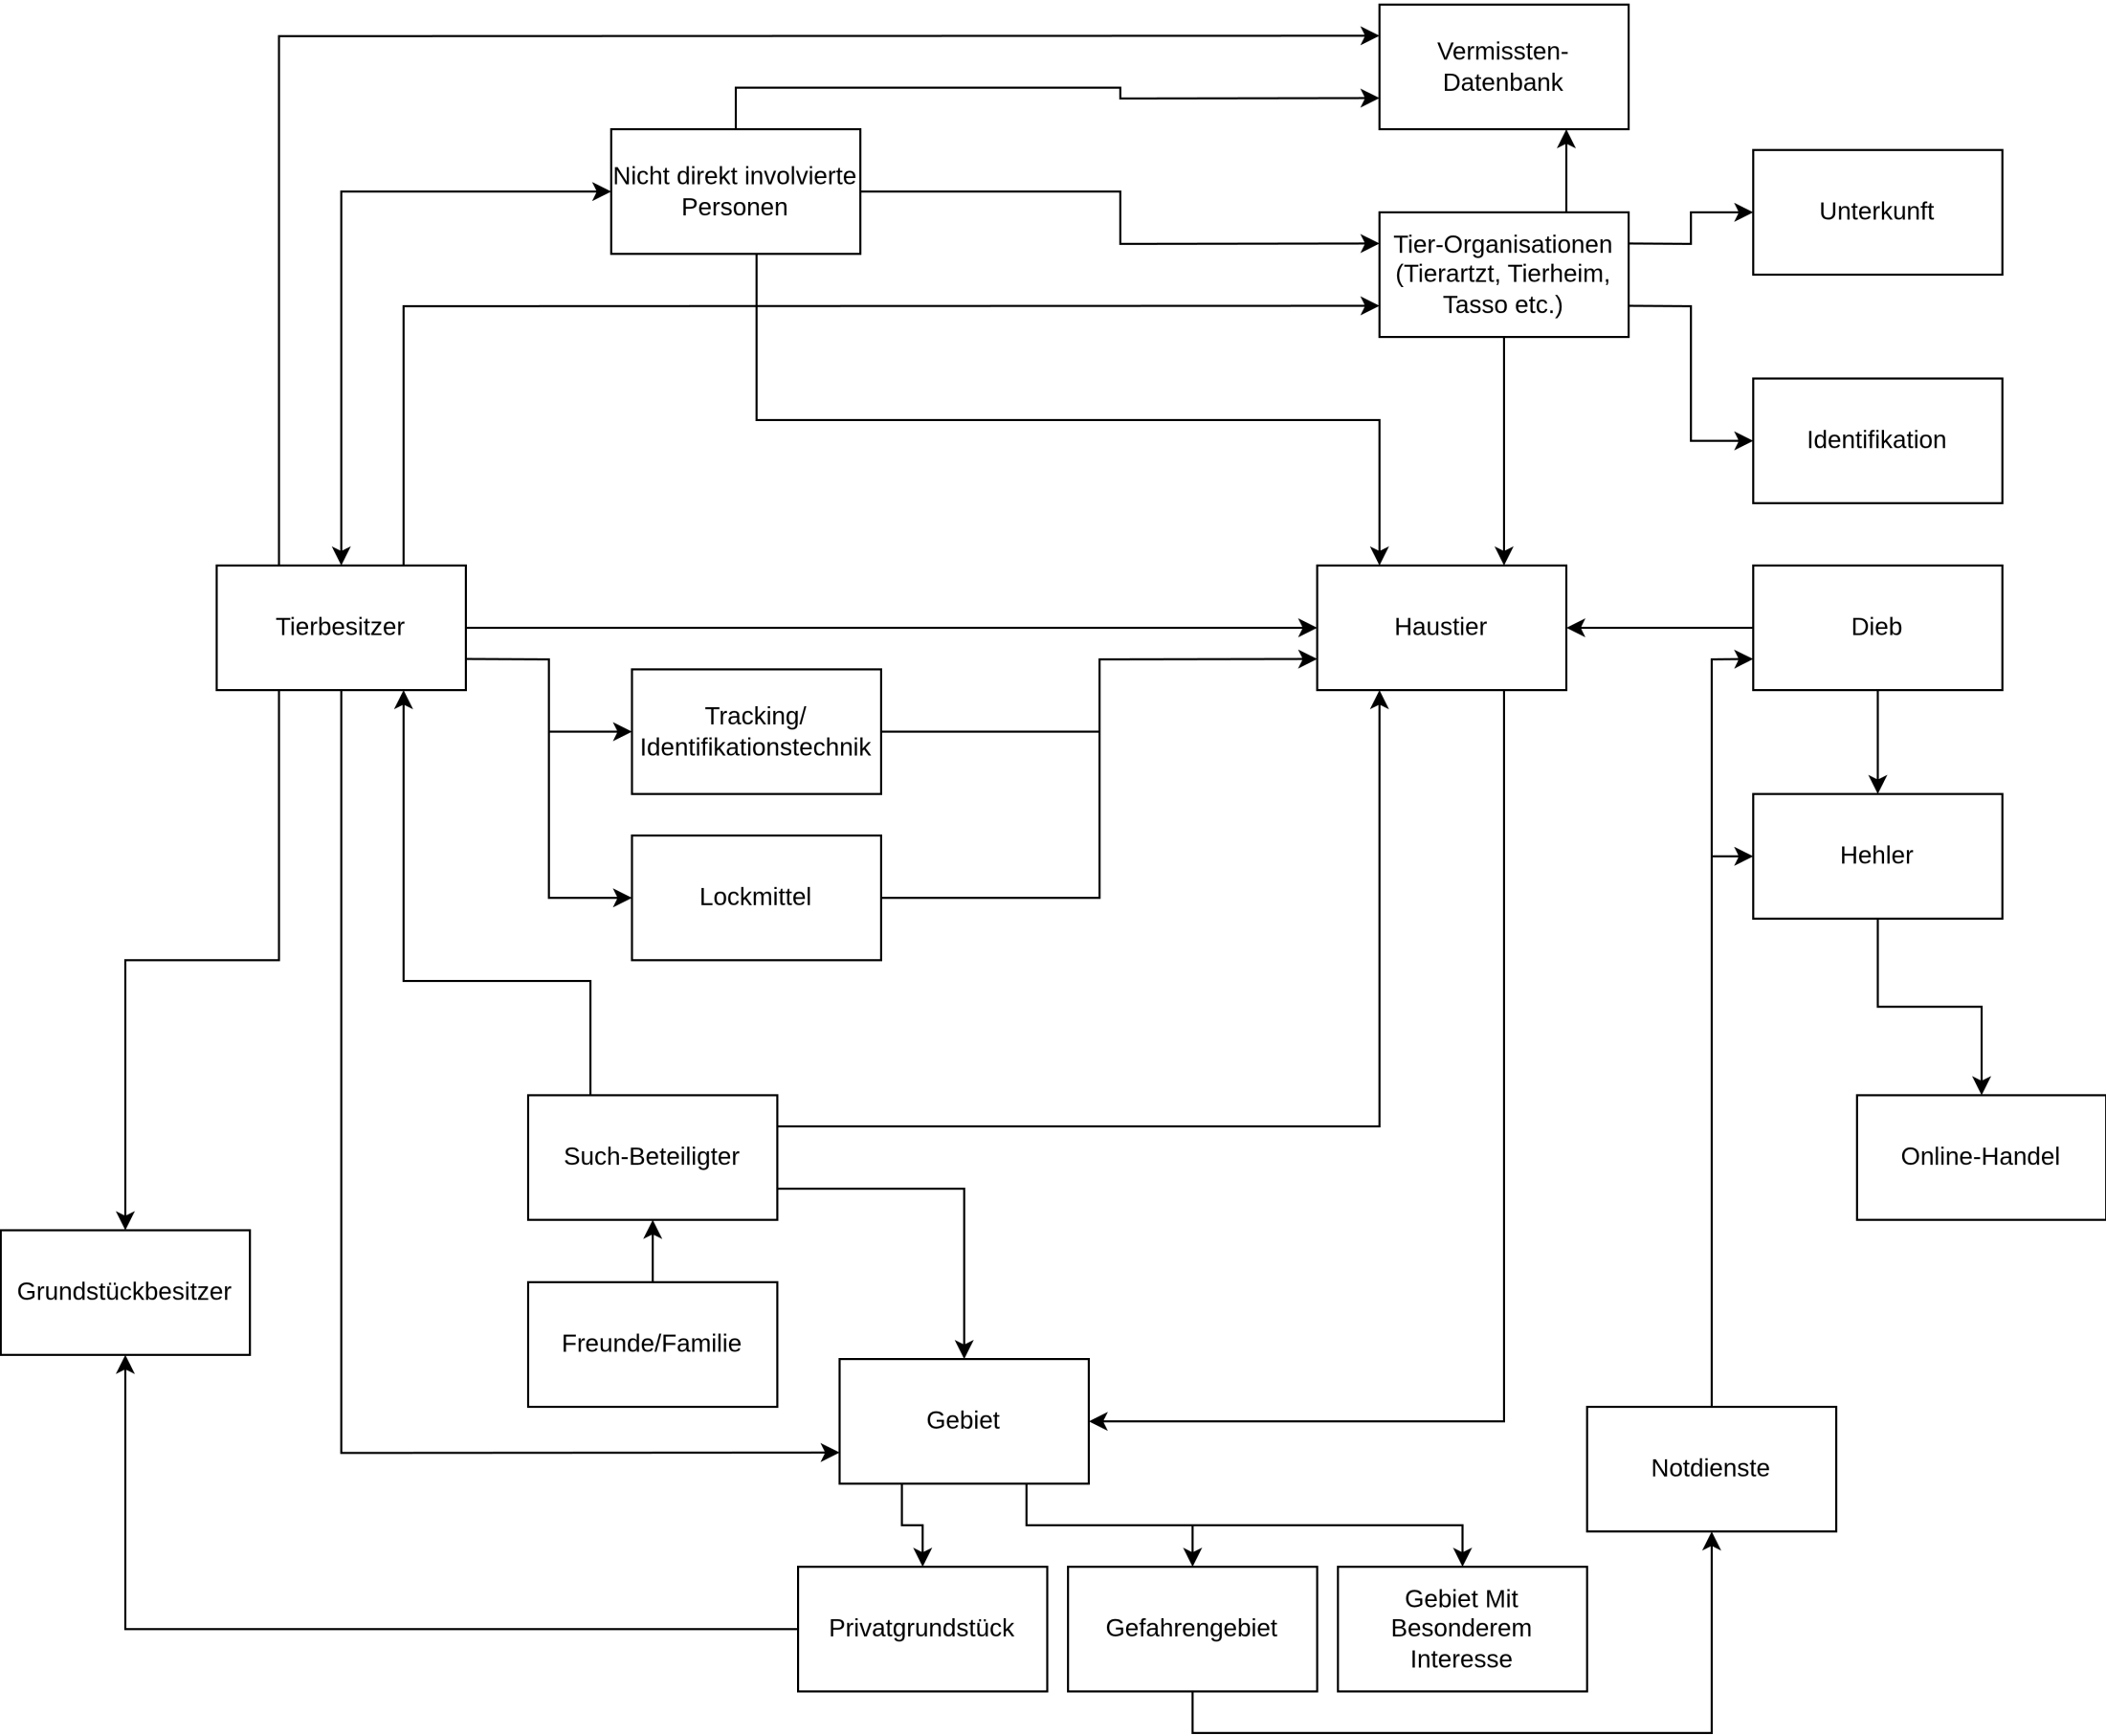 Vermissten-
Datenbank
Nicht direkt involvierte
Personen
Unterkunft
Tier-Organisationen
(Tierartzt, Tierheim,
Tasso etc.)
Identifikation
Tierbesitzer
Haustier
Dieb
Tracking/
Identifikationstechnik
Hehler
Lockmittel
Such-Beteiligter
Online-Handel
Grundstückbesitzer
Freunde/Familie
Gebiet
Notdienste
Privatgrundstück
Gefahrengebiet
Gebiet Mit
Besonderem
Interesse